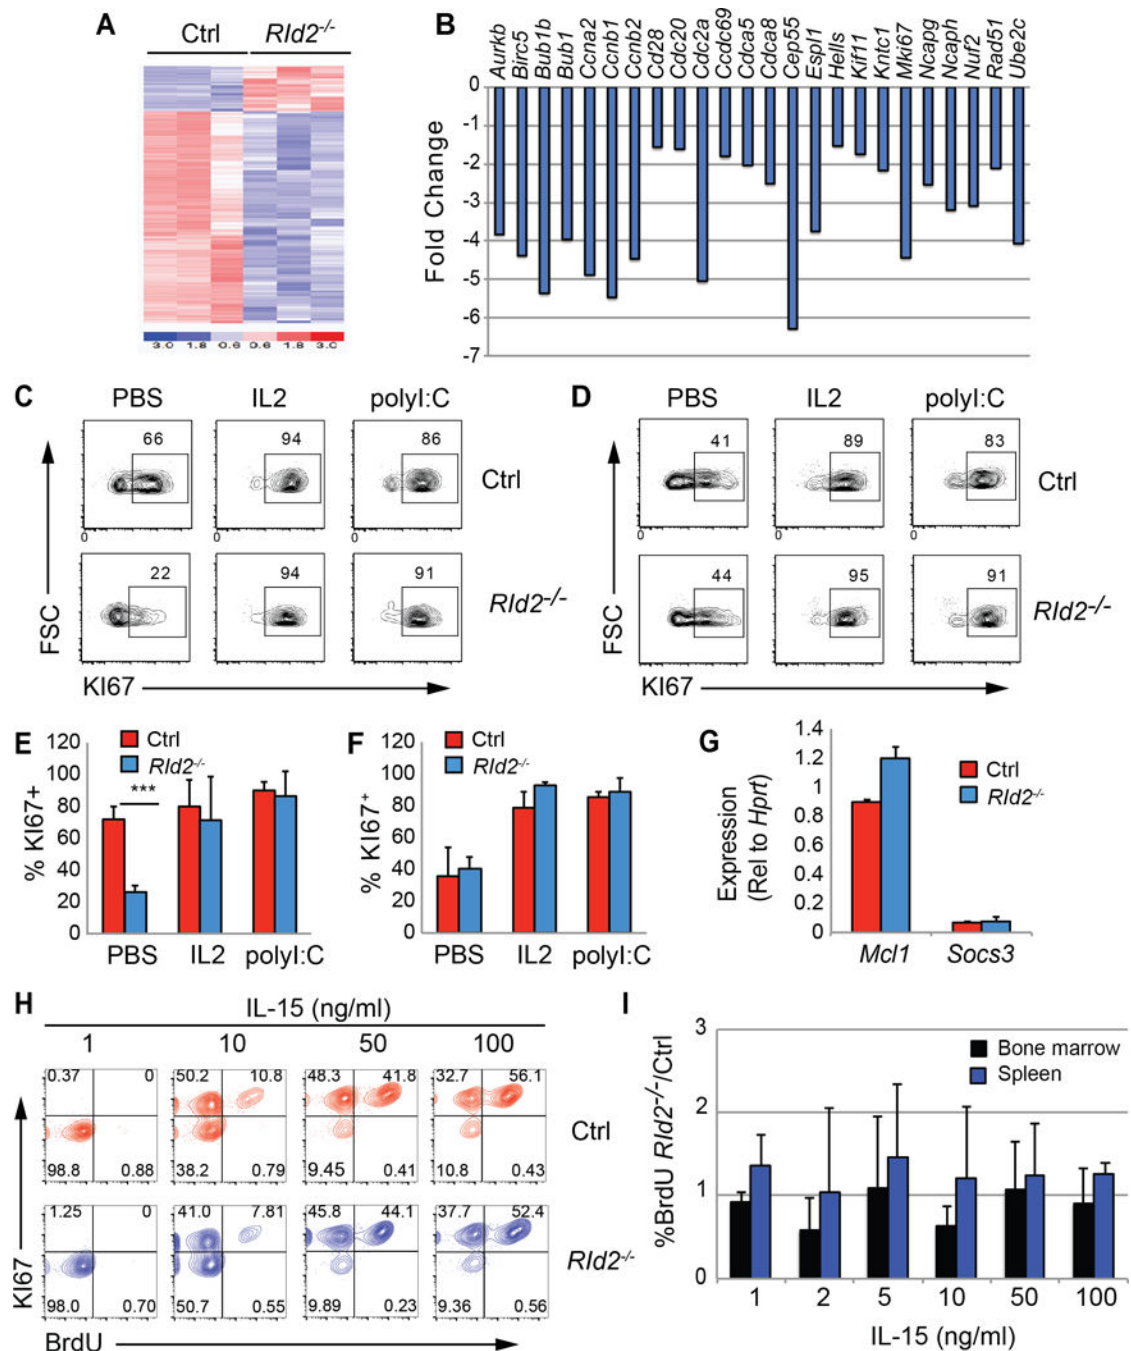 A
Ctrl RId2-/-
3.0 1.8 0.6 0.6 1.8 3.0
B
Aurkb Birc5 Bub1b Bub1 Ccna2 Ccnb1 Ccnb2 Cd28 Cdc20 Cdc2a Ccdc69 Cdca5 Cdca8 Cep55 Espl1 Hells Kif11 Kntc1 Mki67 Ncapg Ncaph Nuf2 Rad51 Ube2c
Fold Change
0
-1
-2
-3
-4
-5
-6
-7
C
PBS IL2 polyI:C
66 94 86
Ctrl
0
22 94 91
RId2-/-
FSC
KI67
D
PBS IL2 polyI:C
41 89 83
Ctrl
0
44 95 91
RId2-/-
FSC
KI67
E
Ctrl
RId2-/-
% KI67+
120
100
80
60
40
20
0
***
PBS IL2 polyI:C
F
Ctrl
RId2-/-
% KI67+
120
100
80
60
40
20
0
PBS IL2 polyI:C
G
Ctrl
RId2-/-
Expression
(Rel to Hprt)
1.4
1.2
1
0.8
0.6
0.4
0.2
0
Mcl1 Socs3
H
IL-15 (ng/ml)
1 10 50 100
0.37 0 50.2 10.8 48.3 41.8 32.7 56.1
Ctrl
98.8 0.88 38.2 0.79 9.45 0.41 10.8 0.43
1.25 0 41.0 7.81 45.8 44.1 37.7 52.4
RId2-/-
98.0 0.70 50.7 0.55 9.89 0.23 9.36 0.56
KI67
BrdU
I
Bone marrow
Spleen
%BrdU RId2-/-/Ctrl
3
2
1
0
1 2 5 10 50 100
IL-15 (ng/ml)